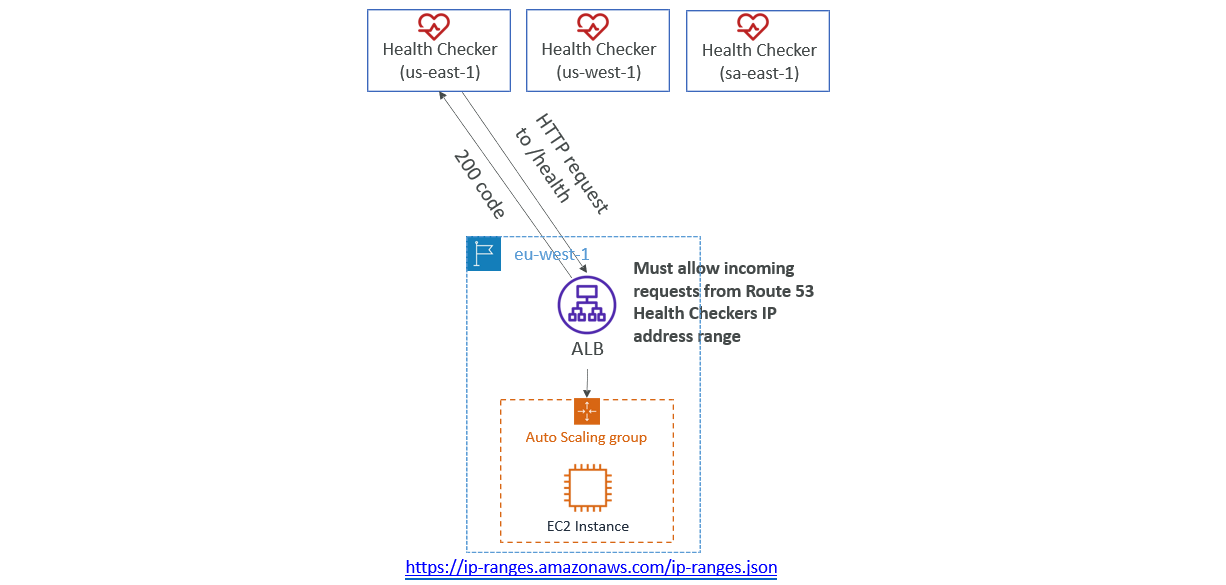 Health Checker
(us-east-1)
Health Checker
(us-west-1)
Health Checker
(sa-east-1)
HTTP request
to /health
200 code
eu-west-1
Must allow incoming
requests from Route 53
Health Checkers IP
address range
ALB
Auto Scaling group
EC2 Instance
https://ip-ranges.amazonaws.com/ip-ranges.json